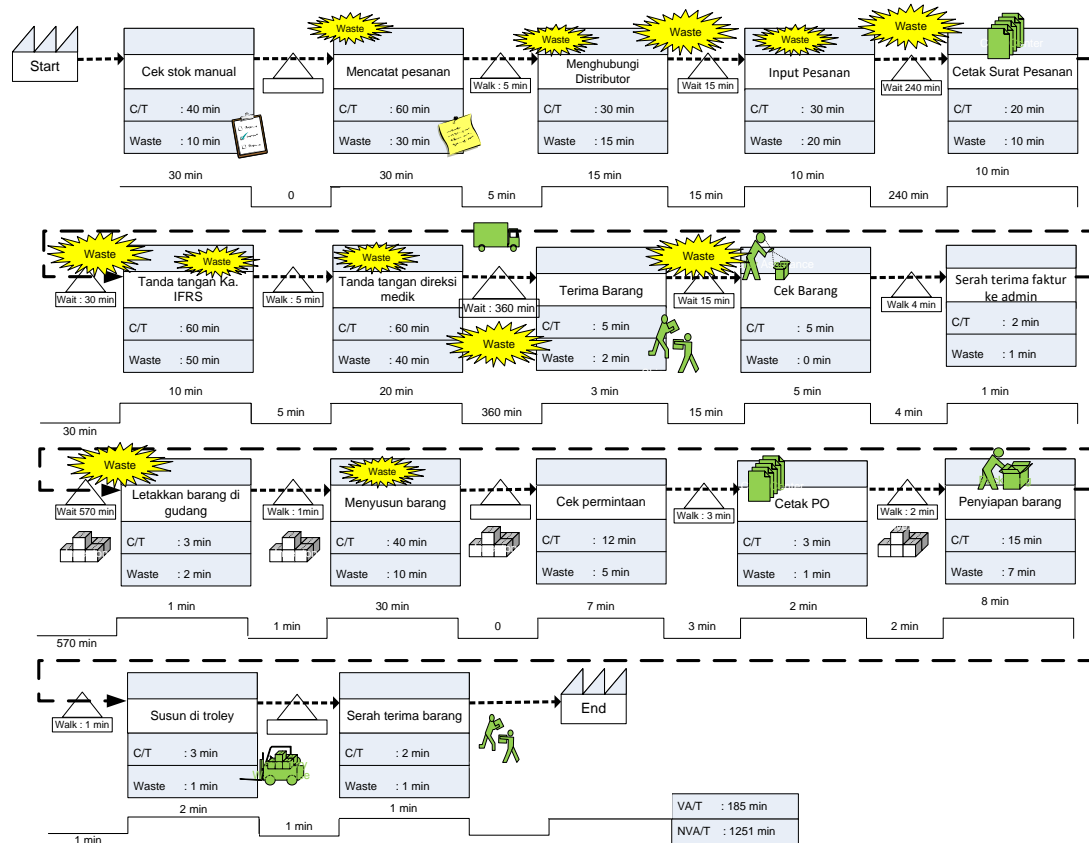 Start
Cek stok manual
C/T : 40 min
Waste : 10 min
Waste
Mencatat pesanan
C/T : 60 min
Waste : 30 min
Walk : 5 min
Waste
Menghubungi
Distributor
C/T : 30 min
Waste : 15 min
Waste
Wait 15 min
Waste
Input Pesanan
C/T : 30 min
Waste : 20 min
Waste
Wait 240 min
Cetak Surat Pesanan
C/T : 20 min
Waste : 10 min
30 min
0
30 min
5 min
15 min
15 min
10 min
240 min
10 min
Waste
Wait : 30 min
Waste
Tanda tangan Ka.
IFRS
C/T : 60 min
Waste : 50 min
Walk : 5 min
Waste
Tanda tangan direksi
medik
C/T : 60 min
Waste : 40 min
Wait : 360 min
Waste
Terima Barang
C/T : 5 min
Waste : 2 min
Waste
Wait 15 min
Cek Barang
C/T : 5 min
Waste : 0 min
Walk 4 min
Serah terima faktur
ke admin
C/T : 2 min
Waste : 1 min
30 min
10 min
5 min
20 min
360 min
3 min
15 min
5 min
4 min
1 min
Waste
Wait 570 min
Letakkan barang di
gudang
C/T : 3 min
Waste : 2 min
Walk : 1min
Waste
Menyusun barang
C/T : 40 min
Waste : 10 min
Cek permintaan
C/T : 12 min
Waste : 5 min
Walk : 3 min
Cetak PO
C/T : 3 min
Waste : 1 min
Walk : 2 min
Penyiapan barang
C/T : 15 min
Waste : 7 min
570 min
1 min
1 min
30 min
0
7 min
3 min
2 min
2 min
8 min
Walk : 1 min
Susun di troley
C/T : 3 min
Waste : 1 min
Serah terima barang
C/T : 2 min
Waste : 1 min
End
1 min
2 min
1 min
1 min
VA/T : 185 min
NVA/T : 1251 min